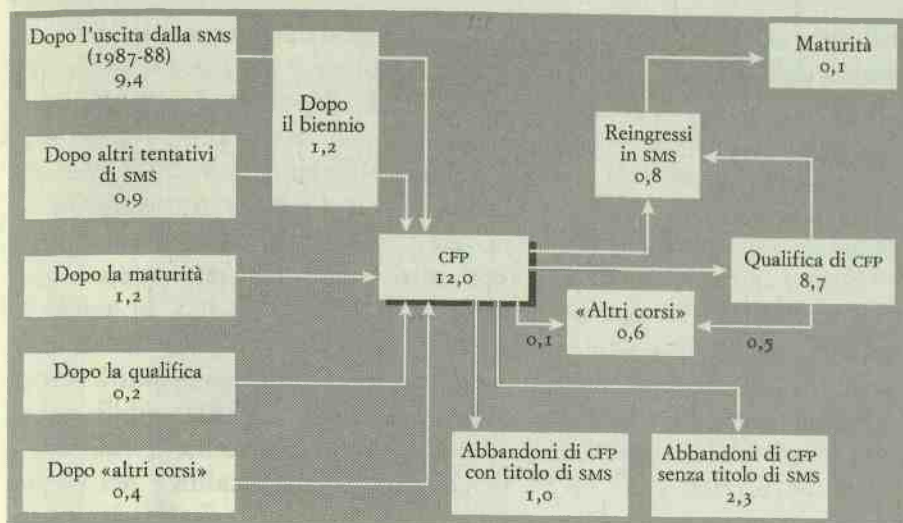 Dopo l'uscita dalla SMS
(1987-88)
9,4
Dopo altri tentativi
di SMS
0,9
Dopo la maturità
1,2
Dopo la qualifica
0,2
Dopo «altri corsi»
0,4
Dopo
il biennio
1,2
CFP
12,0
Maturità
0,1
Reingressi
in SMS
0,8
Qualifica di CFP
8,7
«Altri corsi»
0,6
0,1
0,5
Abbandoni di CFP
con titolo di SMS
1,0
Abbandoni di CFP
senza titolo di SMS
2,3